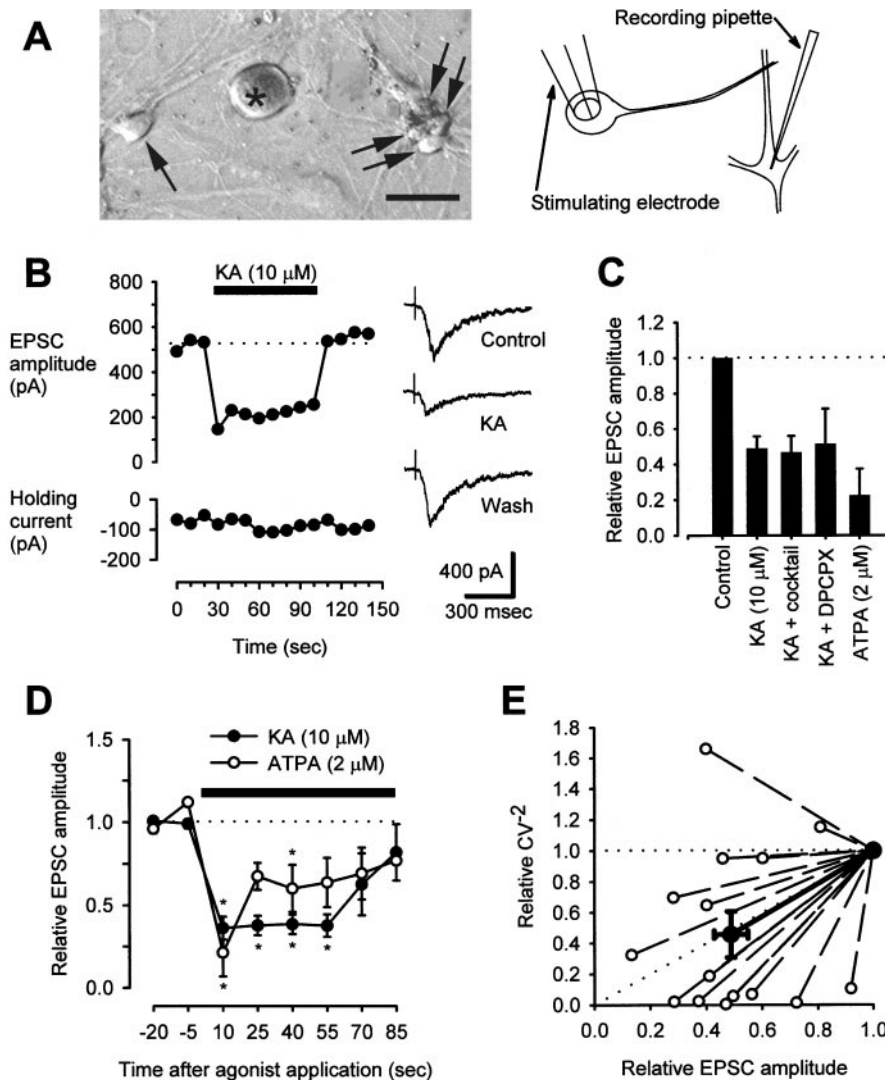 A
*
Recording pipette
Stimulating electrode
B
KA (10 μM)
800
600
400
200
0
EPSC
amplitude
(pA)
0
-100
-200
Holding
current
(pA)
0 30 60 90 120 150
Time (sec)
Control
KA
Wash
400 pA
300 msec
C
1.2
1.0
0.8
0.6
0.4
0.2
0.0
Relative EPSC amplitude
Control
KA (10 μM)
KA + cocktail
KA + DPCPX
ATPA (2 μM)
D
KA (10 μM)
ATPA (2 μM)
1.5
1.0
0.5
0.0
Relative EPSC amplitude
* * * * * *
-20 -5 10 25 40 55 70 85
Time after agonist application (sec)
E
1.8
1.6
1.4
1.2
1.0
0.8
0.6
0.4
0.2
0.0
Relative CV⁻²
0.0 0.2 0.4 0.6 0.8 1.0
Relative EPSC amplitude